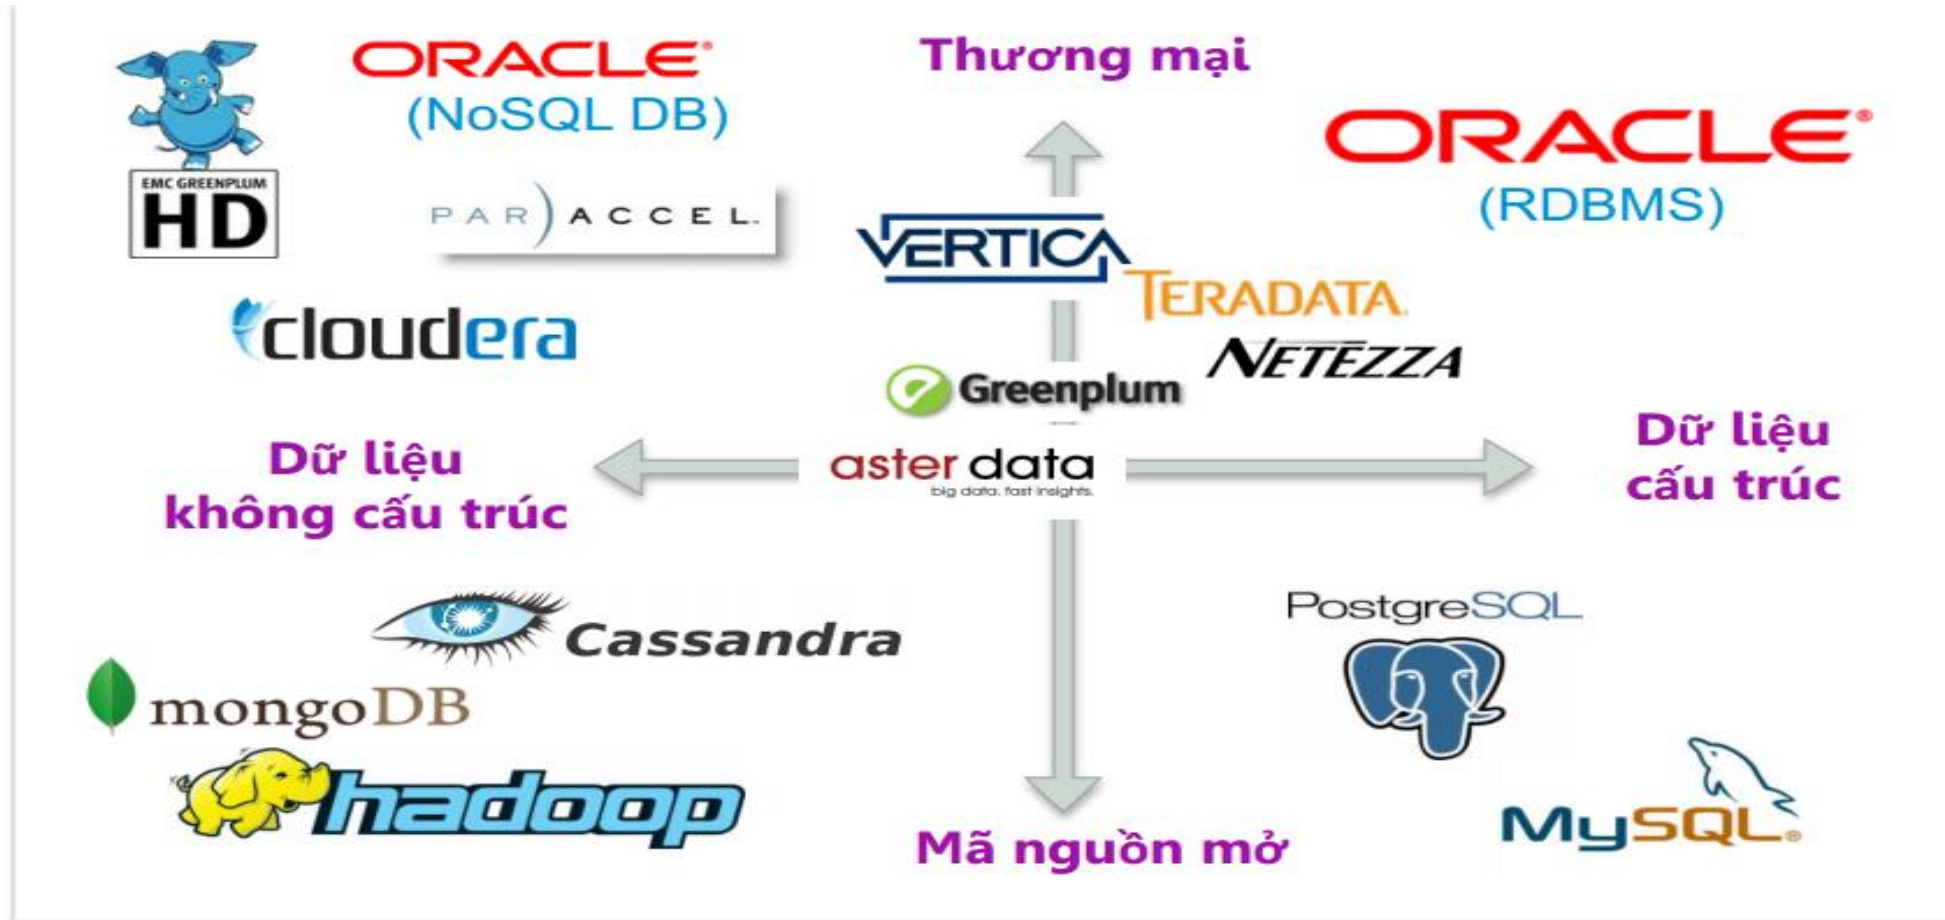 ORACLE®
(NoSQL DB)
Thương mại
ORACLE®
(RDBMS)
EMC GREENPLUM
HD
PAR)ACCEL
VERTICA
TERADATA
cloudera
NETEZZA
Greenplum
Dữ liệu
không cấu trúc
aster data
big data. fast insights.
Dữ liệu
cấu trúc
Cassandra
PostgreSQL
mongoDB
hadoop
MySQL®
Mã nguồn mở